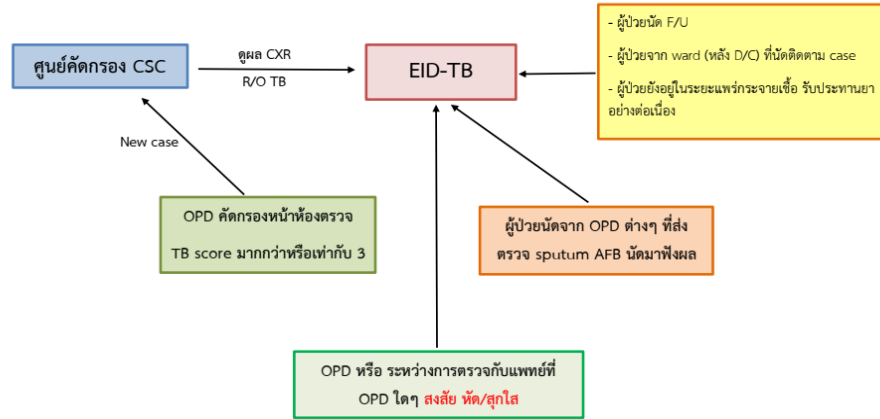 ศูนย์คัดกรอง CSC
ดูผล CXR
R/O TB
EID-TB
- ผู้ป่วยนัด F/U
- ผู้ป่วยจาก ward (หลัง D/C) ที่นัดติดตาม case
- ผู้ป่วยยังอยู่ในระยะแพร่กระจายเชื้อ รับประทานยา
อย่างต่อเนื่อง
New case
OPD คัดกรองหน้าห้องตรวจ
TB score มากกว่าหรือเท่ากับ 3
ผู้ป่วยนัดจาก OPD ต่างๆ ที่ส่ง
ตรวจ sputum AFB นัดมาฟังผล
OPD หรือ ระหว่างการตรวจกับแพทย์ที่
OPD ใดๆ สงสัย หัด/สุกใส